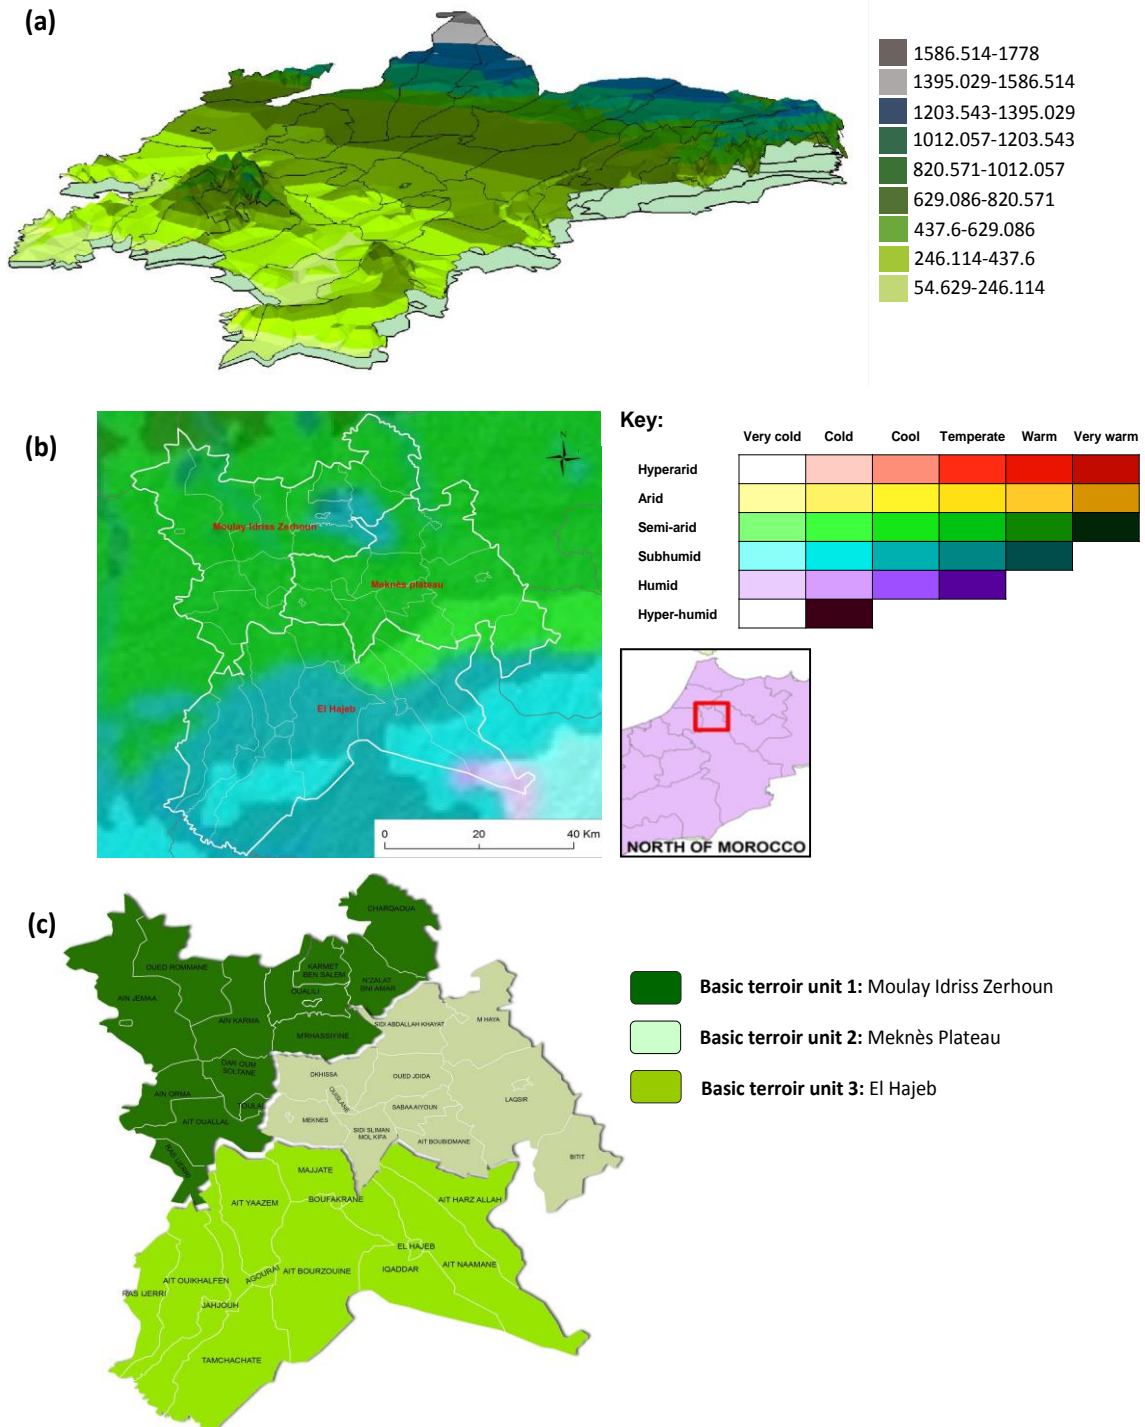 (a)
1586.514-1778
1395.029-1586.514
1203.543-1395.029
1012.057-1203.543
820.571-1012.057
629.086-820.571
437.6-629.086
246.114-437.6
54.629-246.114
(b)
N
Moulay Idriss Zerhoun
Meknès plateau
El Hajeb
0 20 40 Km
Key:
Very cold Cold Cool Temperate Warm Very warm
Hyperarid
Arid
Semi-arid
Subhumid
Humid
Hyper-humid
NORTH OF MOROCCO
(c)
CHARQAOUA
OUED ROMMANE
KARMET
BEN SALEM
N'ZALAT
BNI AMAR
AIN JEMAA
OUALILI
AIN KARMA
M'RHASSIYINE
SIDI ABDALLAH KHAYAT
M HAYA
DAR OUM
SOLTANE
DKHISSA
OUED JDIDA
AIN ORMA
TOULAL
OUISLANE
SABAA AIYOUN
LAQSIR
AIT OUALLAL
MEKNES
SIDI SLIMAN
MOL KIFA
AIT BOUBIDMANE
RAS IJERRI
BITIT
MAJJATE
AIT YAAZEM
BOUFAKRANE
AIT HARZ ALLAH
EL HAJEB
AIT OUIKHALFEN
AGOURAI
AIT BOURZOUINE
IQADDAR
AIT NAAMANE
RAS IJERRI
JAHJOUH
TAMCHACHATE
Basic terroir unit 1: Moulay Idriss Zerhoun
Basic terroir unit 2: Meknès Plateau
Basic terroir unit 3: El Hajeb